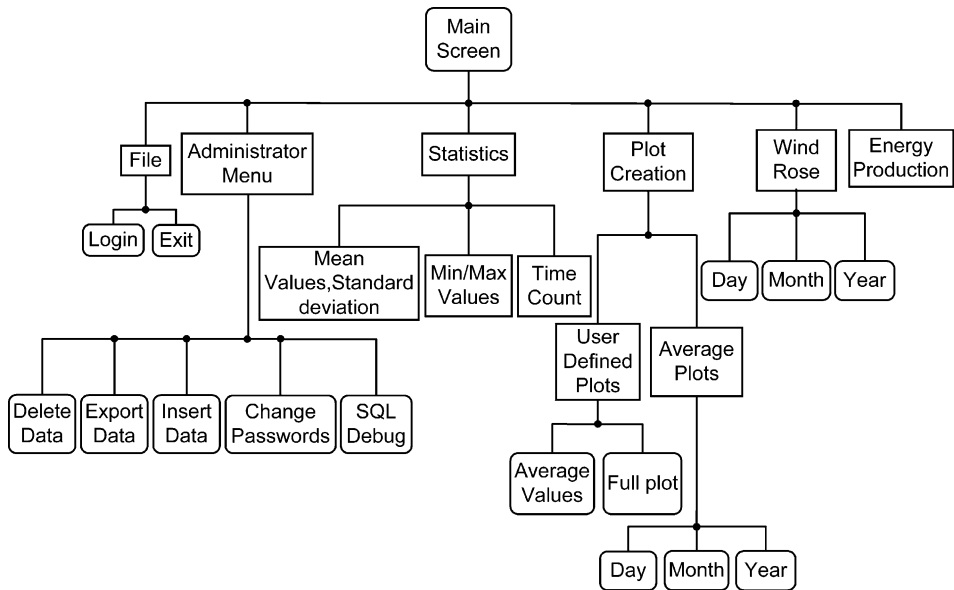 Main
Screen
File
Administrator
Menu
Statistics
Plot
Creation
Wind
Rose
Energy
Production
Login
Exit
Mean
Values,Standard
deviation
Min/Max
Values
Time
Count
Day
Month
Year
User
Defined
Plots
Average
Plots
Delete
Data
Export
Data
Insert
Data
Change
Passwords
SQL
Debug
Average
Values
Full plot
Day
Month
Year